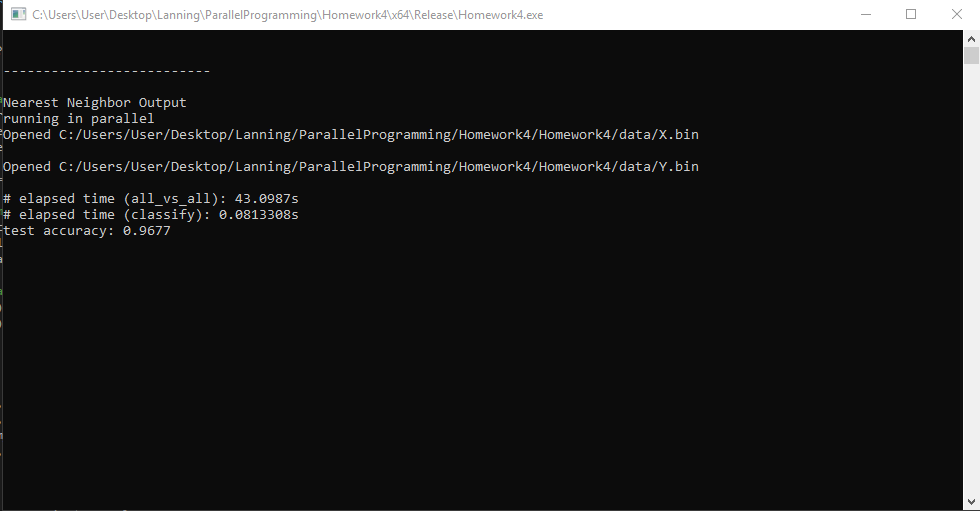 C:\Users\User\Desktop\Lanning\ParallelProgramming\Homework4\x64\Release\Homework4.exe
--------------------------
Nearest Neighbor Output
running in parallel
Opened C:/Users/User/Desktop/Lanning/ParallelProgramming/Homework4/Homework4/data/X.bin
Opened C:/Users/User/Desktop/Lanning/ParallelProgramming/Homework4/Homework4/data/Y.bin
# elapsed time (all_vs_all): 43.0987s
# elapsed time (classify): 0.0813308s
test accuracy: 0.9677